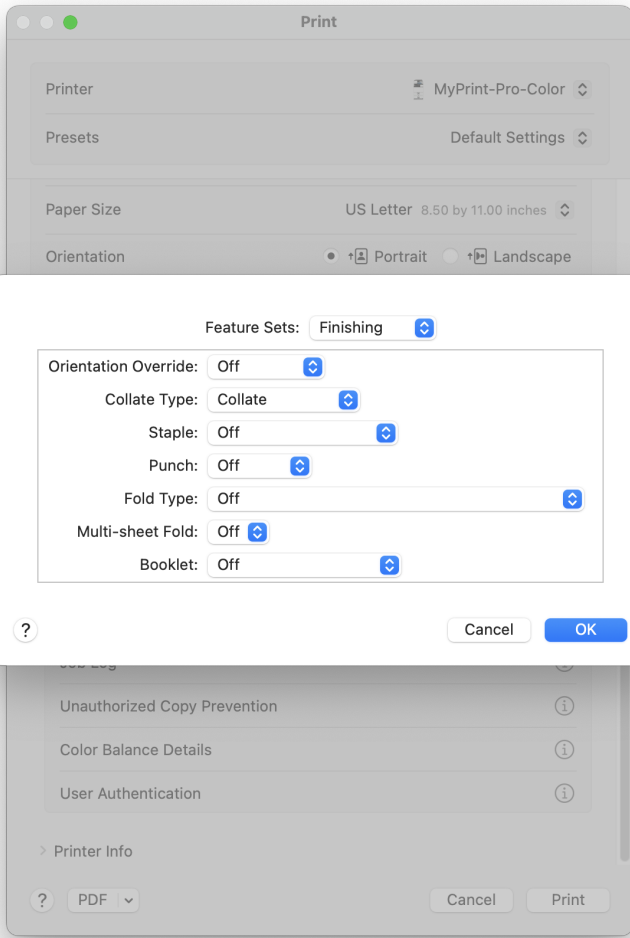 Print
Printer MyPrint-Pro-Color
Presets Default Settings
Paper Size US Letter 8.50 by 11.00 inches
Orientation Portrait Landscape
Feature Sets: Finishing
Orientation Override: Off
Collate Type: Collate
Staple: Off
Punch: Off
Fold Type: Off
Multi-sheet Fold: Off
Booklet: Off
? Cancel OK
Job Log
Unauthorized Copy Prevention
Color Balance Details
User Authentication
Printer Info
? PDF Cancel Print